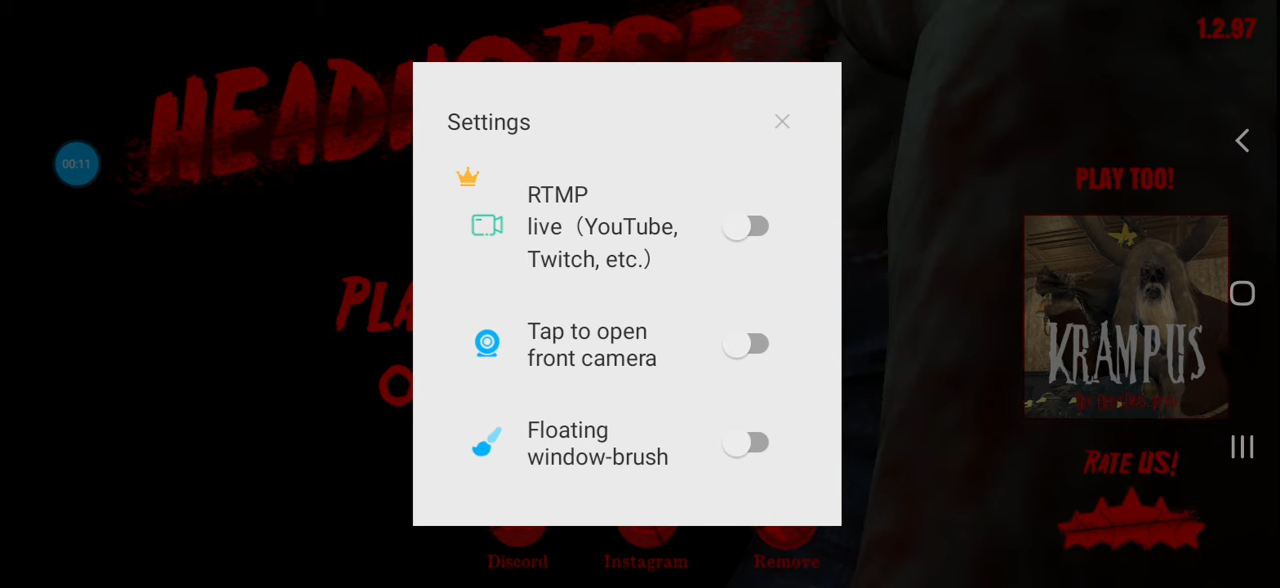 1.2.97
00:11
Settings
RTMP
live（YouTube,
Twitch, etc.）
Tap to open
front camera
Floating
window-brush
PLAY TOO!
KRAMPUS
RATE US!
Discord
Instagram
Remove